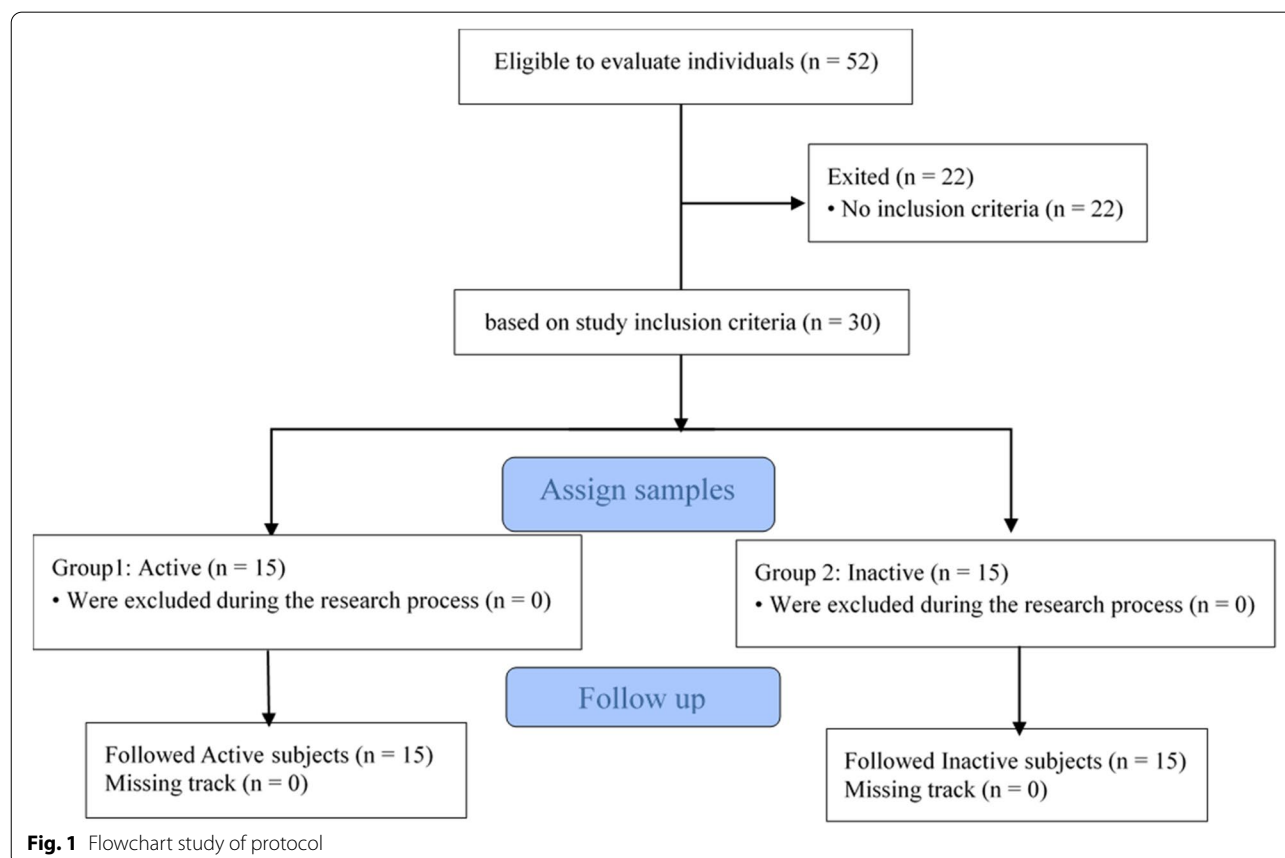 Eligible to evaluate individuals (n = 52)
Exited (n = 22)
• No inclusion criteria (n = 22)
based on study inclusion criteria (n = 30)
Assign samples
Group1: Active (n = 15)
• Were excluded during the research process (n = 0)
Group 2: Inactive (n = 15)
• Were excluded during the research process (n = 0)
Follow up
Followed Active subjects (n = 15)
Missing track (n = 0)
Followed Inactive subjects (n = 15)
Missing track (n = 0)
Fig. 1 Flowchart study of protocol